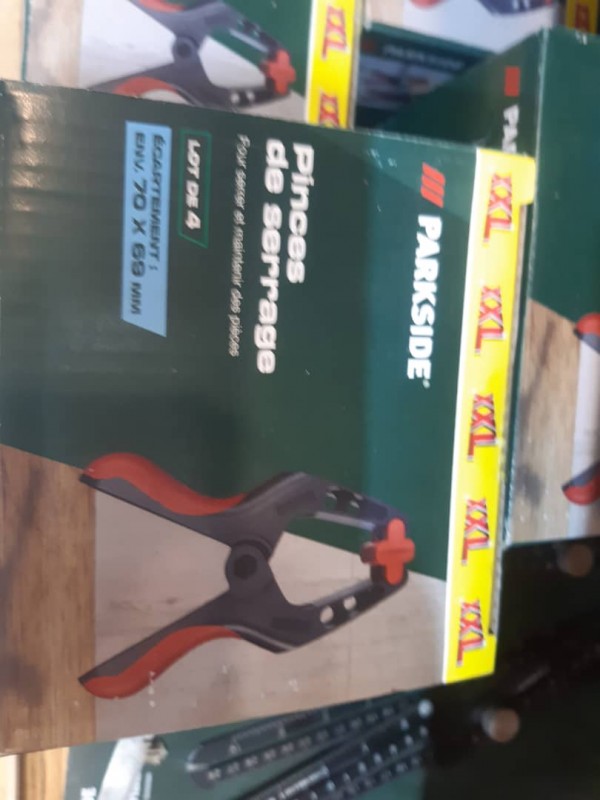 XXL XXL XXL XXL XXL
PARKSIDE®
Pinces
de serrage
Pour serrer et maintenir des pièces
LOT DE 4
ÉCARTEMENT :
ENV. 70 X 69 MM
XXL
PA